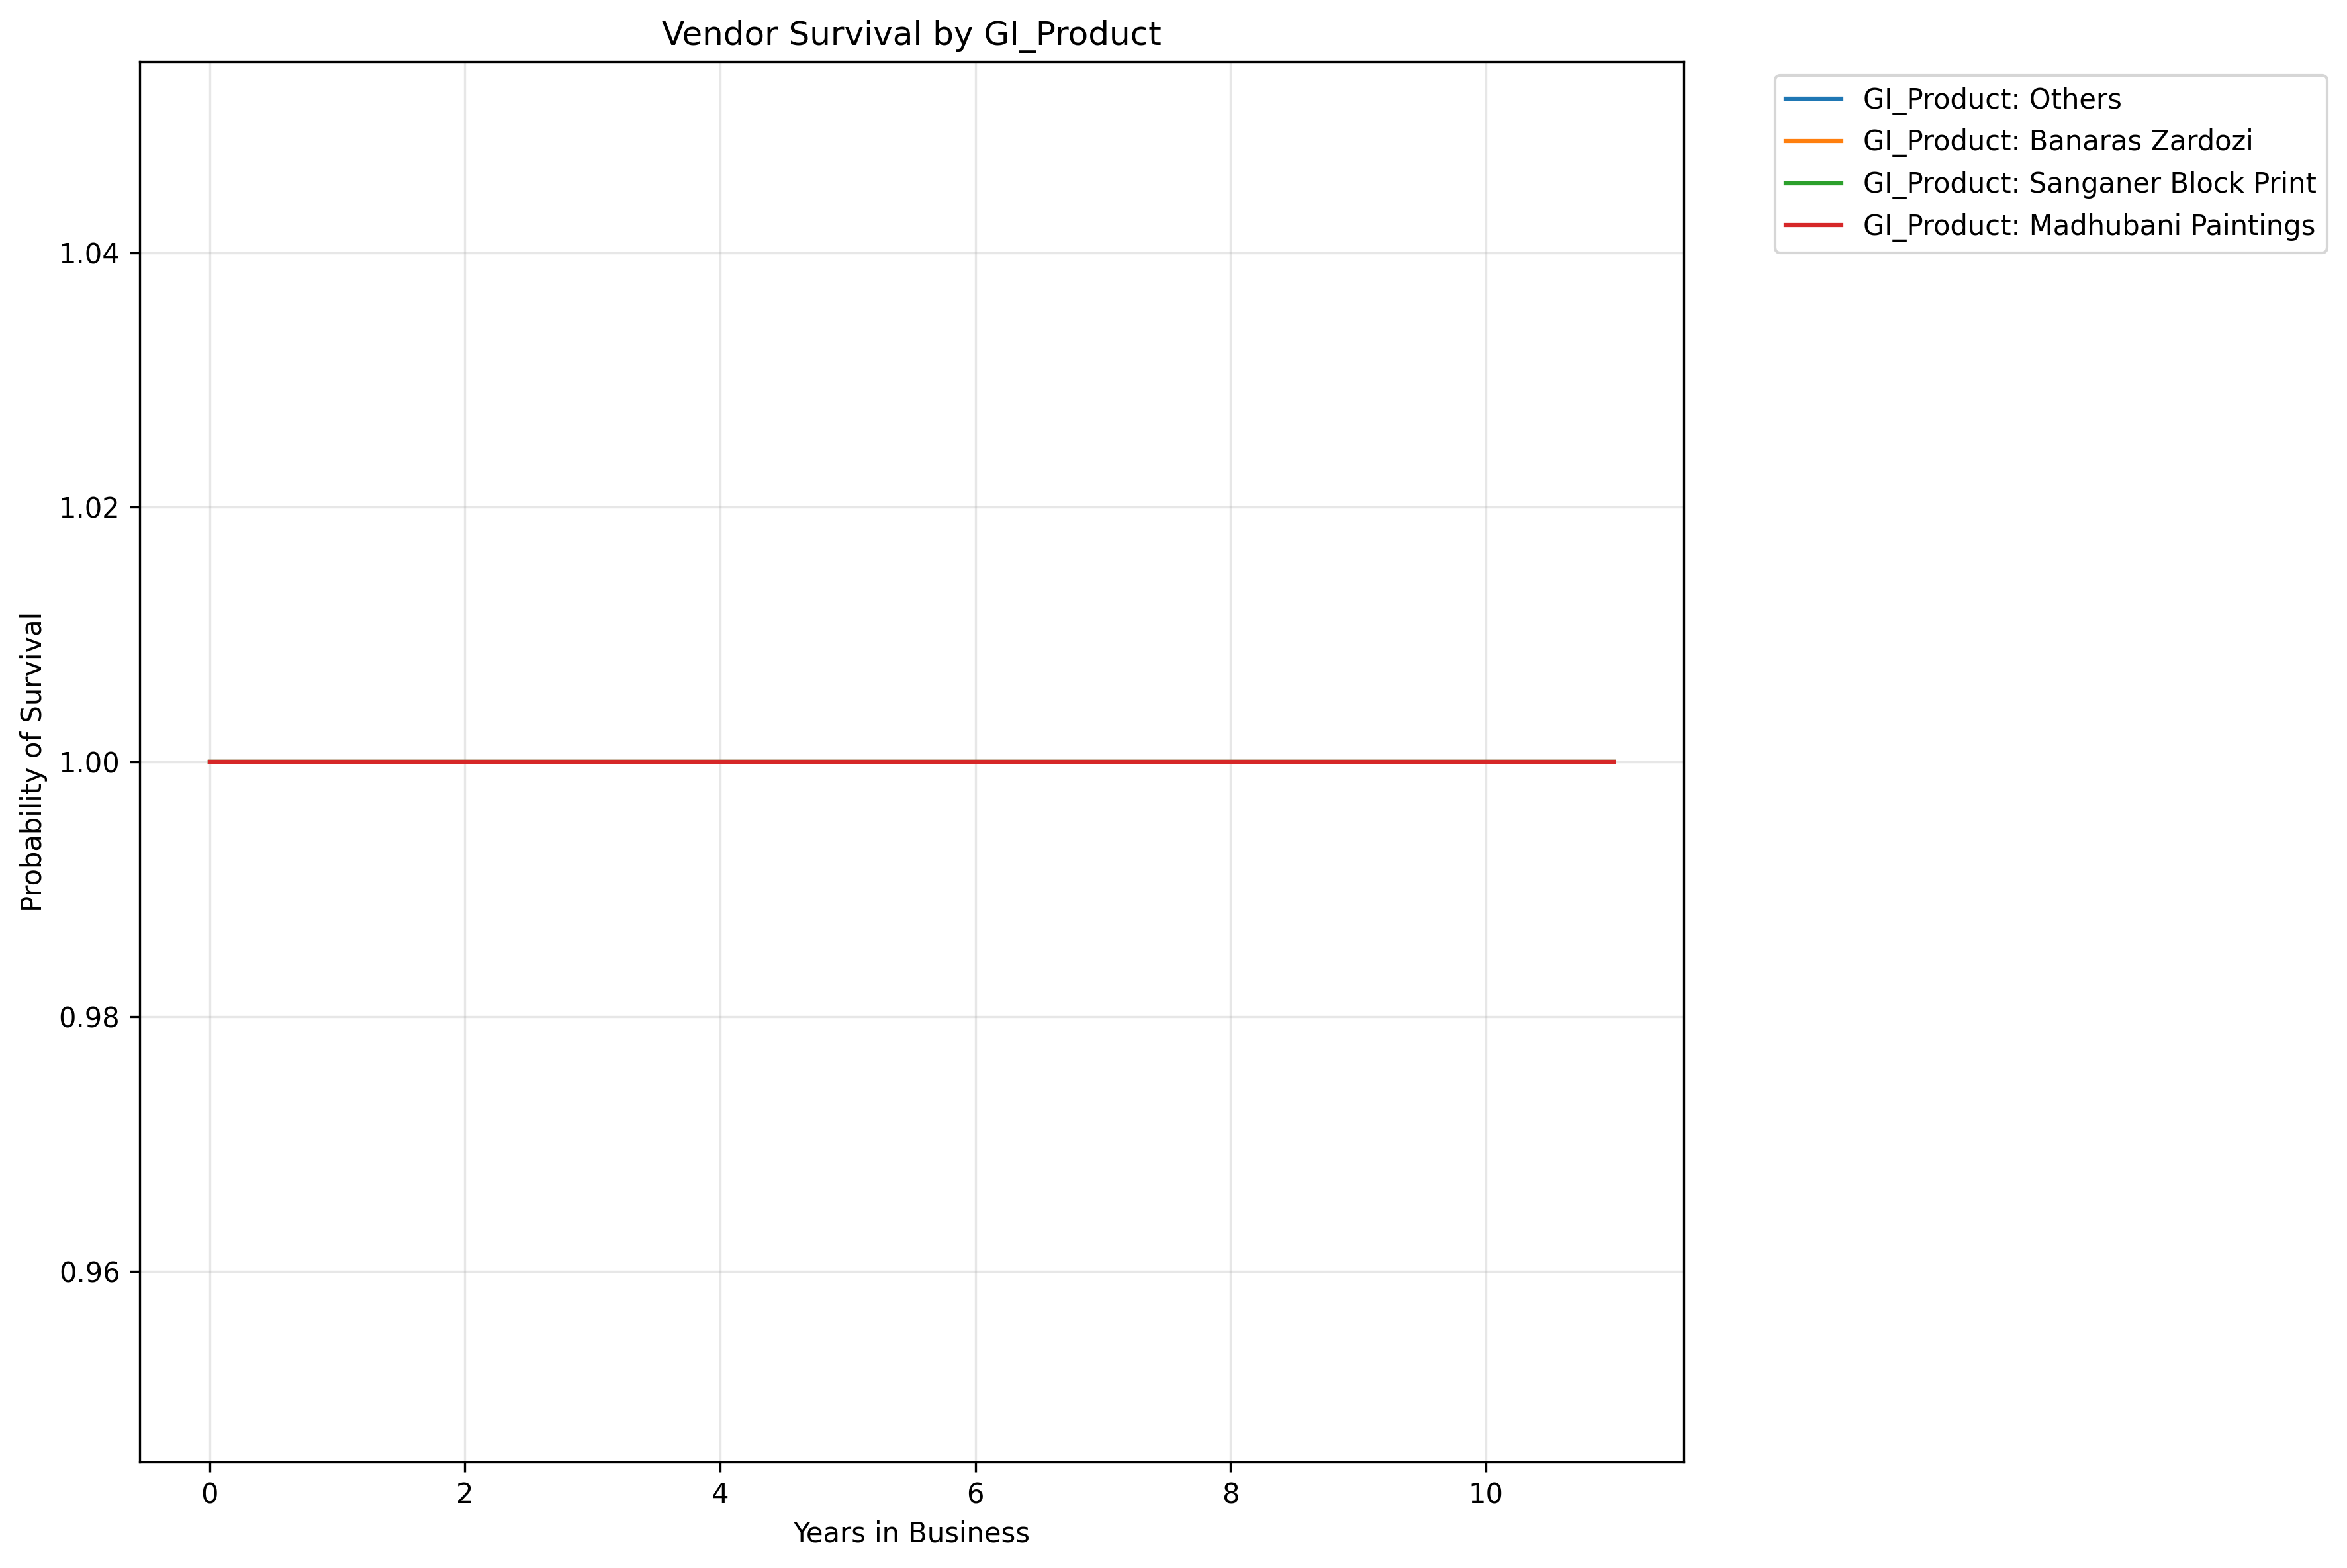 Vendor Survival by GI_Product
GI_Product: Others
GI_Product: Banaras Zardozi
GI_Product: Sanganer Block Print
GI_Product: Madhubani Paintings
Probability of Survival
1.04
1.02
1.00
0.98
0.96
0 2 4 6 8 10
Years in Business